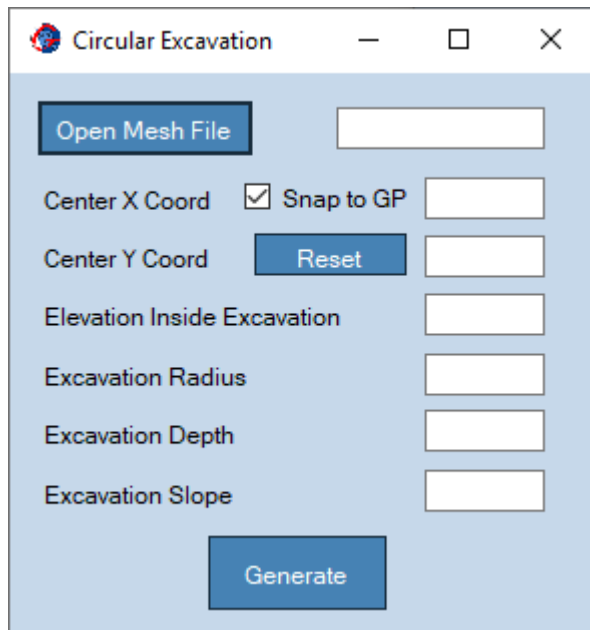 Circular Excavation
Open Mesh File
Center X Coord Snap to GP
Center Y Coord Reset
Elevation Inside Excavation
Excavation Radius
Excavation Depth
Excavation Slope
Generate